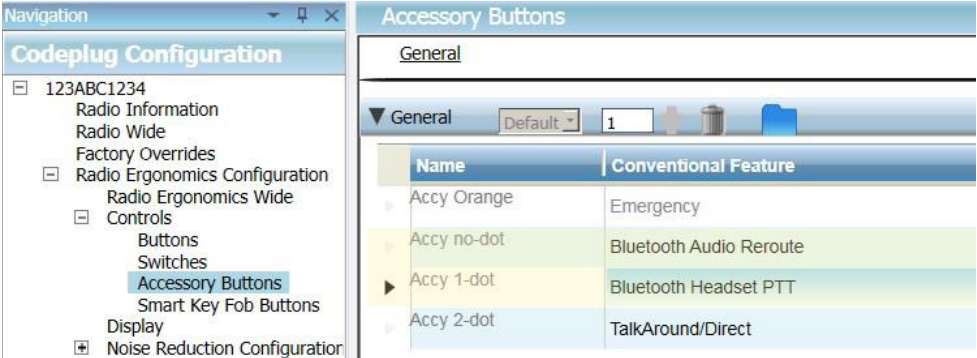 Navigation
Codeplug Configuration
123ABC1234
Radio Information
Radio Wide
Factory Overrides
Radio Ergonomics Configuration
Radio Ergonomics Wide
Controls
Buttons
Switches
Accessory Buttons
Smart Key Fob Buttons
Display
Noise Reduction Configuration
Accessory Buttons
General
General Default 1
Name Conventional Feature
Accy Orange Emergency
Accy no-dot Bluetooth Audio Reroute
Accy 1-dot Bluetooth Headset PTT
Accy 2-dot TalkAround/Direct